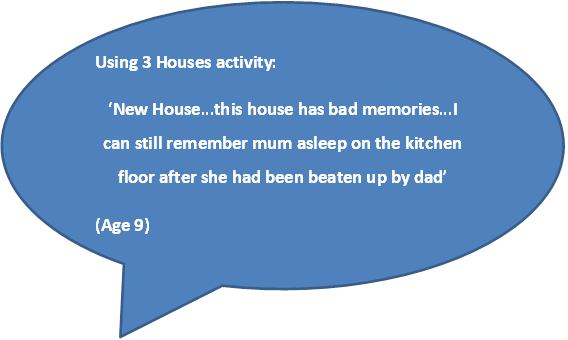 Using 3 Houses activity:
‘New House...this house has bad memories...I
can still remember mum asleep on the kitchen
floor after she had been beaten up by dad’
(Age 9)